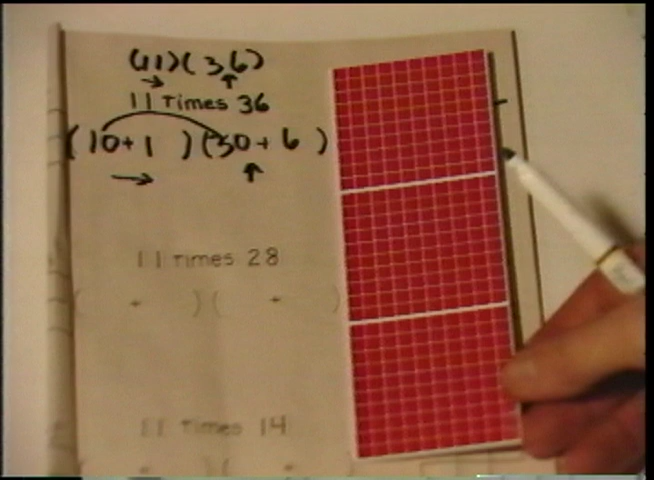 (11)(36)
11 Times 36
(10+1)(30+6)
11 Times 28
( + )( + )
11 Times 14
( + )( + )